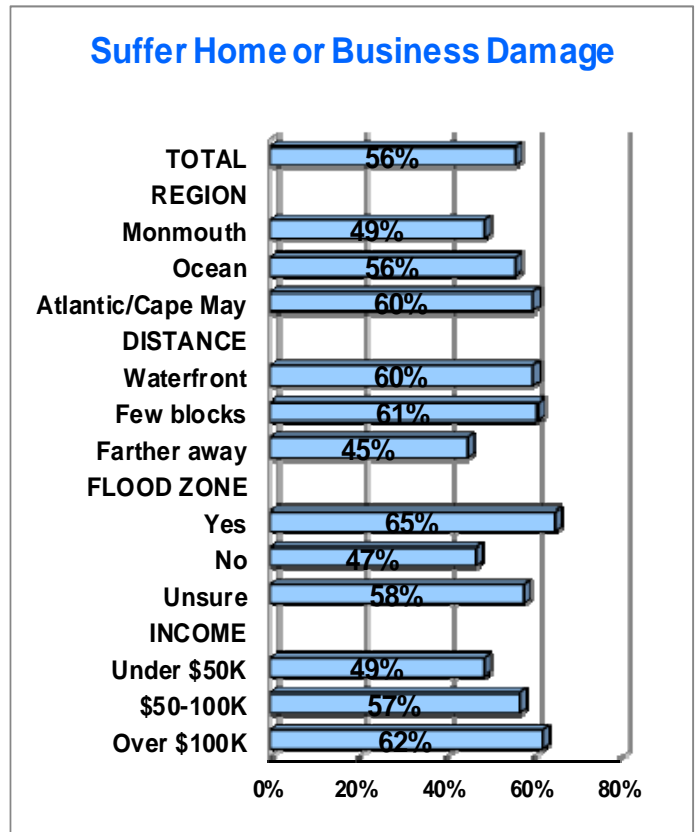 Suffer Home or Business Damage
TOTAL 56%
REGION
Monmouth 49%
Ocean 56%
Atlantic/Cape May 60%
DISTANCE
Waterfront 60%
Few blocks 61%
Farther away 45%
FLOOD ZONE
Yes 65%
No 47%
Unsure 58%
INCOME
Under $50K 49%
$50-100K 57%
Over $100K 62%
0% 20% 40% 60% 80%